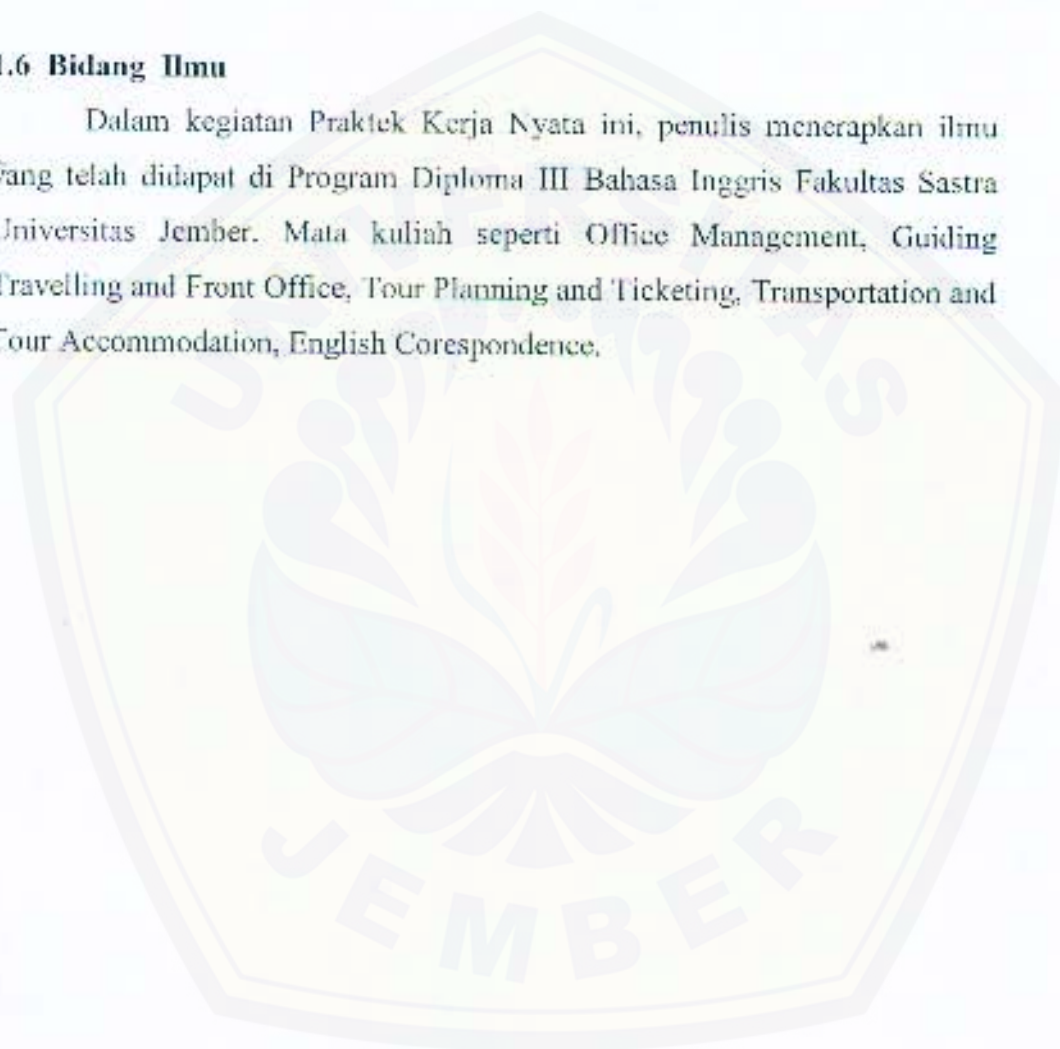 1.6 Bidang Ilmu
Dalam kegiatan Praktek Kerja Nyata ini, penulis menerapkan ilmu
yang telah didapat di Program Diploma III Bahasa Inggris Fakultas Sastra
Universitas Jember. Mata kuliah seperti Office Management, Guiding
Travelling and Front Office, Tour Planning and Ticketing, Transportation and
Tour Accommodation, English Corespondence.
UNIVERSITAS
JEMBER